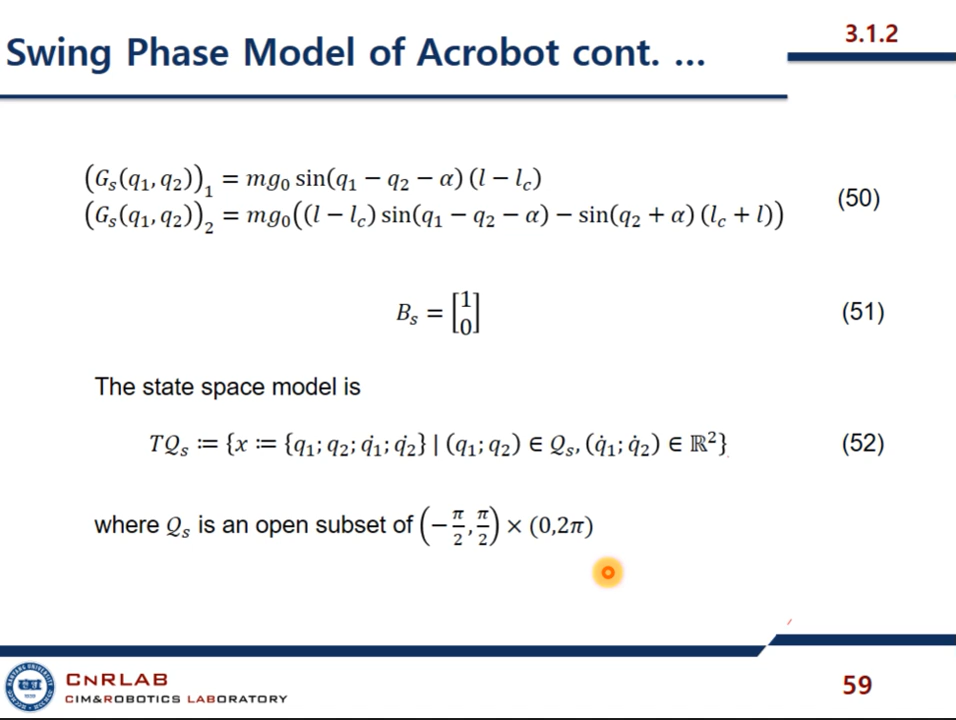 3.1.2
Swing Phase Model of Acrobot cont. ...
(G_s(q_1, q_2))_1 = mg_0 sin(q_1 − q_2 − α) (l − l_c)
(G_s(q_1, q_2))_2 = mg_0((l − l_c) sin(q_1 − q_2 − α) − sin(q_2 + α) (l_c + l))
(50)
B_s = [1 0]
(51)
The state space model is
TQ_s ≔ {x ≔ {q_1; q_2; q̇_1; q̇_2} | (q_1; q_2) ∈ Q_s, (q̇_1; q̇_2) ∈ ℝ^2}
(52)
where Q_s is an open subset of (−π/2, π/2) × (0,2π)
CNRLAB
CIM&ROBOTICS LABORATORY
59